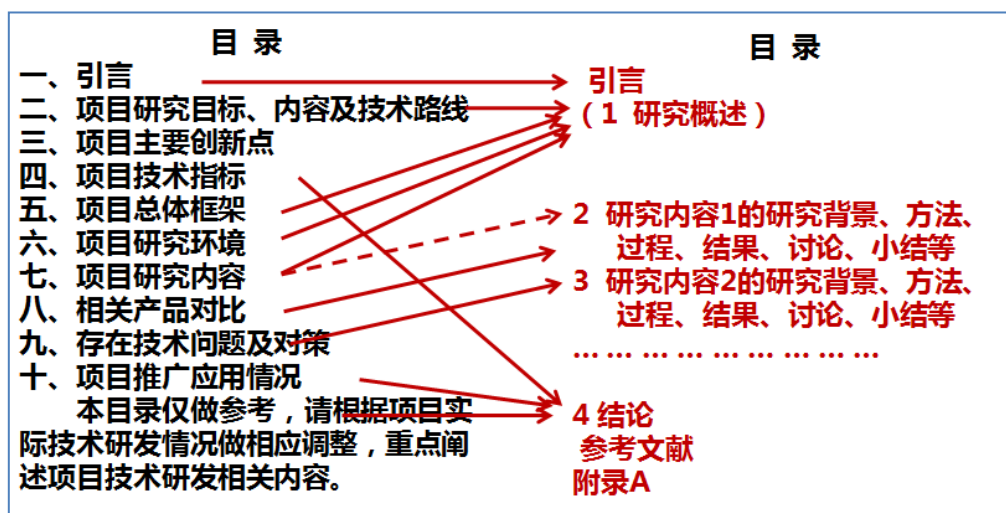 目 录
一、引言
二、项目研究目标、内容及技术路线
三、项目主要创新点
四、项目技术指标
五、项目总体框架
六、项目研究环境
七、项目研究内容
八、相关产品对比
九、存在技术问题及对策
十、项目推广应用情况
本目录仅做参考，请根据项目实
际技术研发情况做相应调整，重点阐
述项目技术研发相关内容。
目 录
引言
（1 研究概述）
2 研究内容1的研究背景、方法、
过程、结果、讨论、小结等
3 研究内容2的研究背景、方法、
过程、结果、讨论、小结等
… … … … … … … … …
4 结论
参考文献
附录A